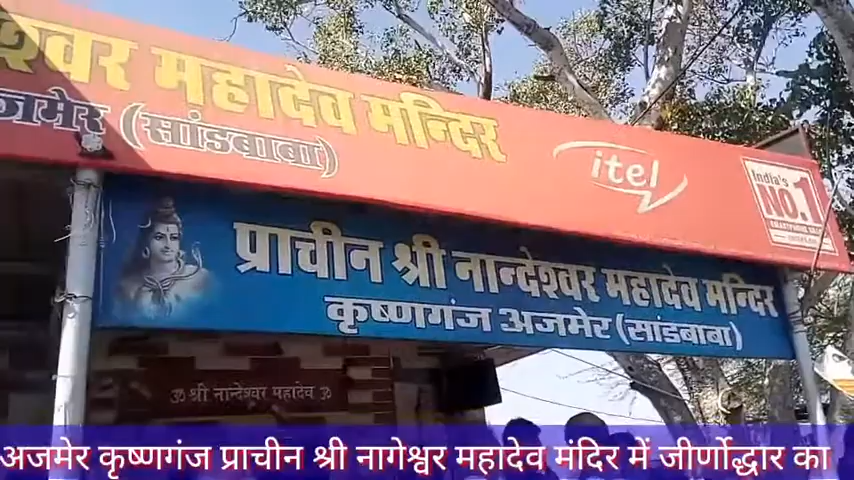 श्वर महादेव मन्दिर
अजमेर (सांडबाबा)
itel
India's
No.1
प्राचीन श्री नान्देश्वर महादेव मन्दिर
कृष्णगंज अजमेर (सांडबाबा)
ॐ श्री नान्देश्वर महादेव ॐ
अजमेर कृष्णगंज प्राचीन श्री नागेश्वर महादेव मंदिर में जीर्णोद्धार का